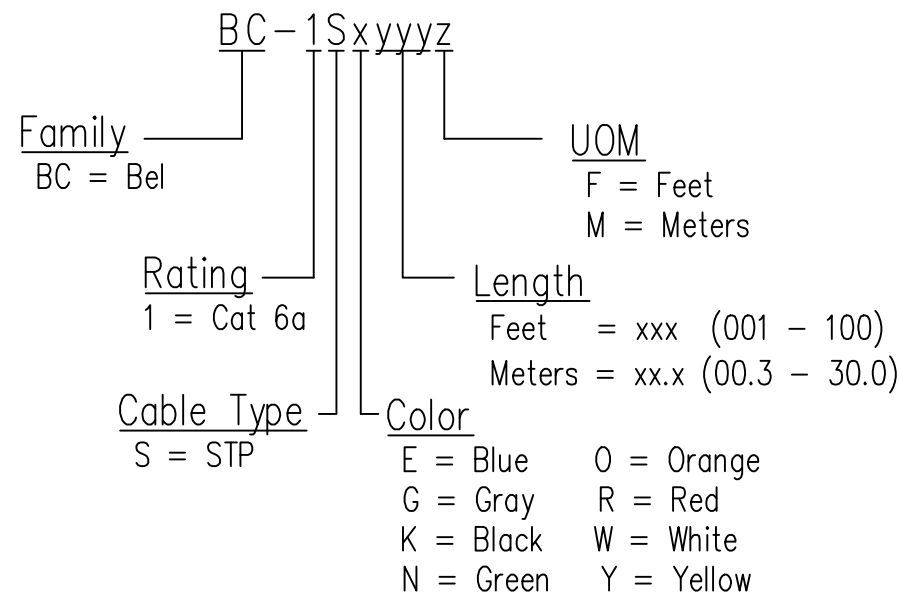 BC-1Sxyyyz
Family
BC = Bel
UOM
F = Feet
M = Meters
Rating
1 = Cat 6a
Length
Feet = xxx (001 - 100)
Meters = xx.x (00.3 - 30.0)
Cable Type
S = STP
Color
E = Blue O = Orange
G = Gray R = Red
K = Black W = White
N = Green Y = Yellow